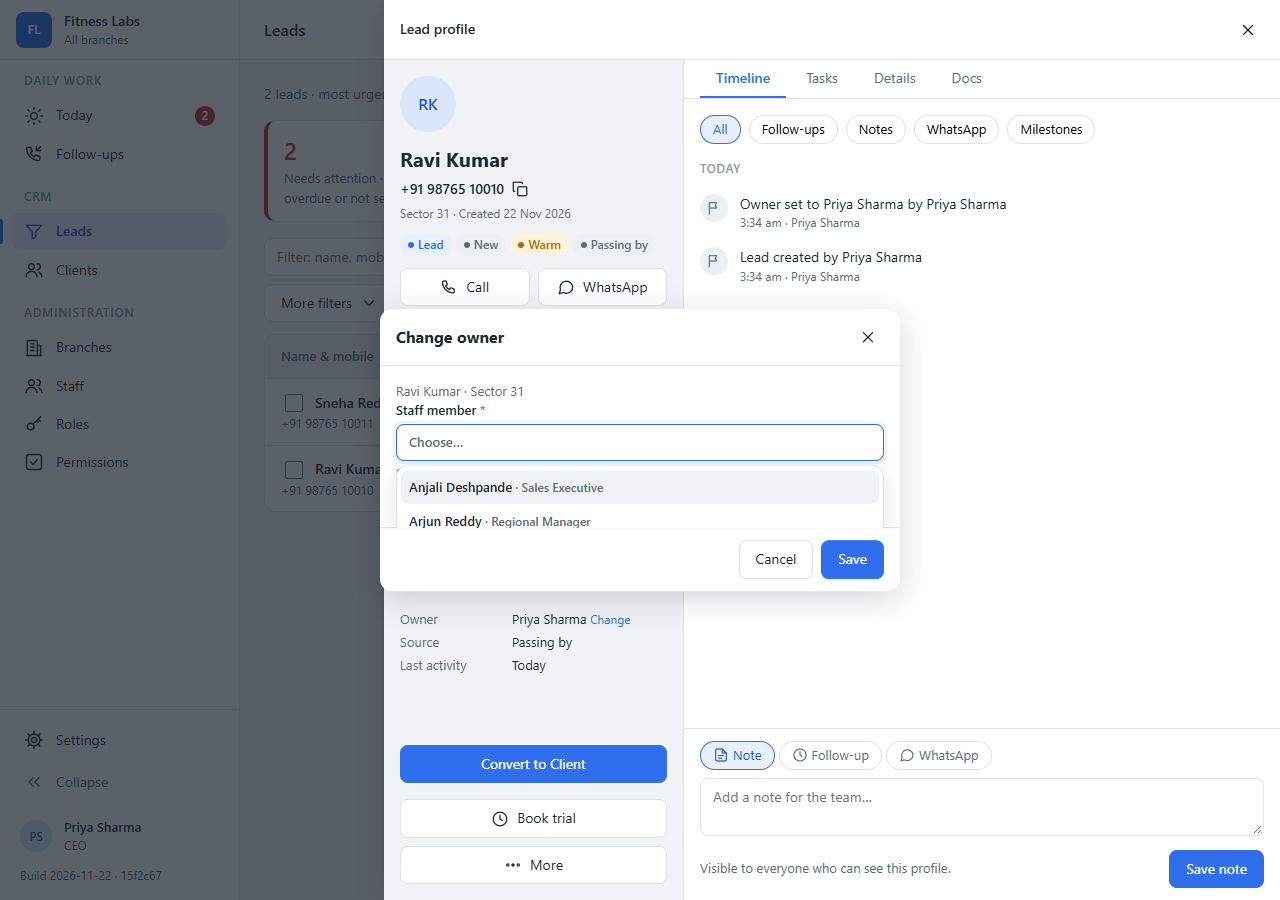 FL
Fitness Labs
All branches
DAILY WORK
Today
2
Follow-ups
CRM
Leads
Clients
ADMINISTRATION
Branches
Staff
Roles
Permissions
Settings
Collapse
PS
Priya Sharma
CEO
Build 2026-11-22 · 15f2c67
Leads
2 leads · most urge
2
Needs attention ·
overdue or not se
Filter: name, mob
More filters
Name & mobile
Sneha Red
+91 98765 10011
Ravi Kuma
+91 98765 10010
Lead profile
RK
Ravi Kumar
+91 98765 10010
Sector 31 · Created 22 Nov 2026
Lead
New
Warm
Passing by
Call
WhatsApp
Change owner
Ravi Kumar · Sector 31
Staff member *
Choose...
Anjali Deshpande · Sales Executive
Arjun Reddy · Regional Manager
Cancel
Save
Owner Priya Sharma Change
Source Passing by
Last activity Today
Convert to Client
Book trial
More
Timeline
Tasks
Details
Docs
All
Follow-ups
Notes
WhatsApp
Milestones
TODAY
Owner set to Priya Sharma by Priya Sharma
3:34 am · Priya Sharma
Lead created by Priya Sharma
3:34 am · Priya Sharma
Note
Follow-up
WhatsApp
Add a note for the team...
Visible to everyone who can see this profile.
Save note